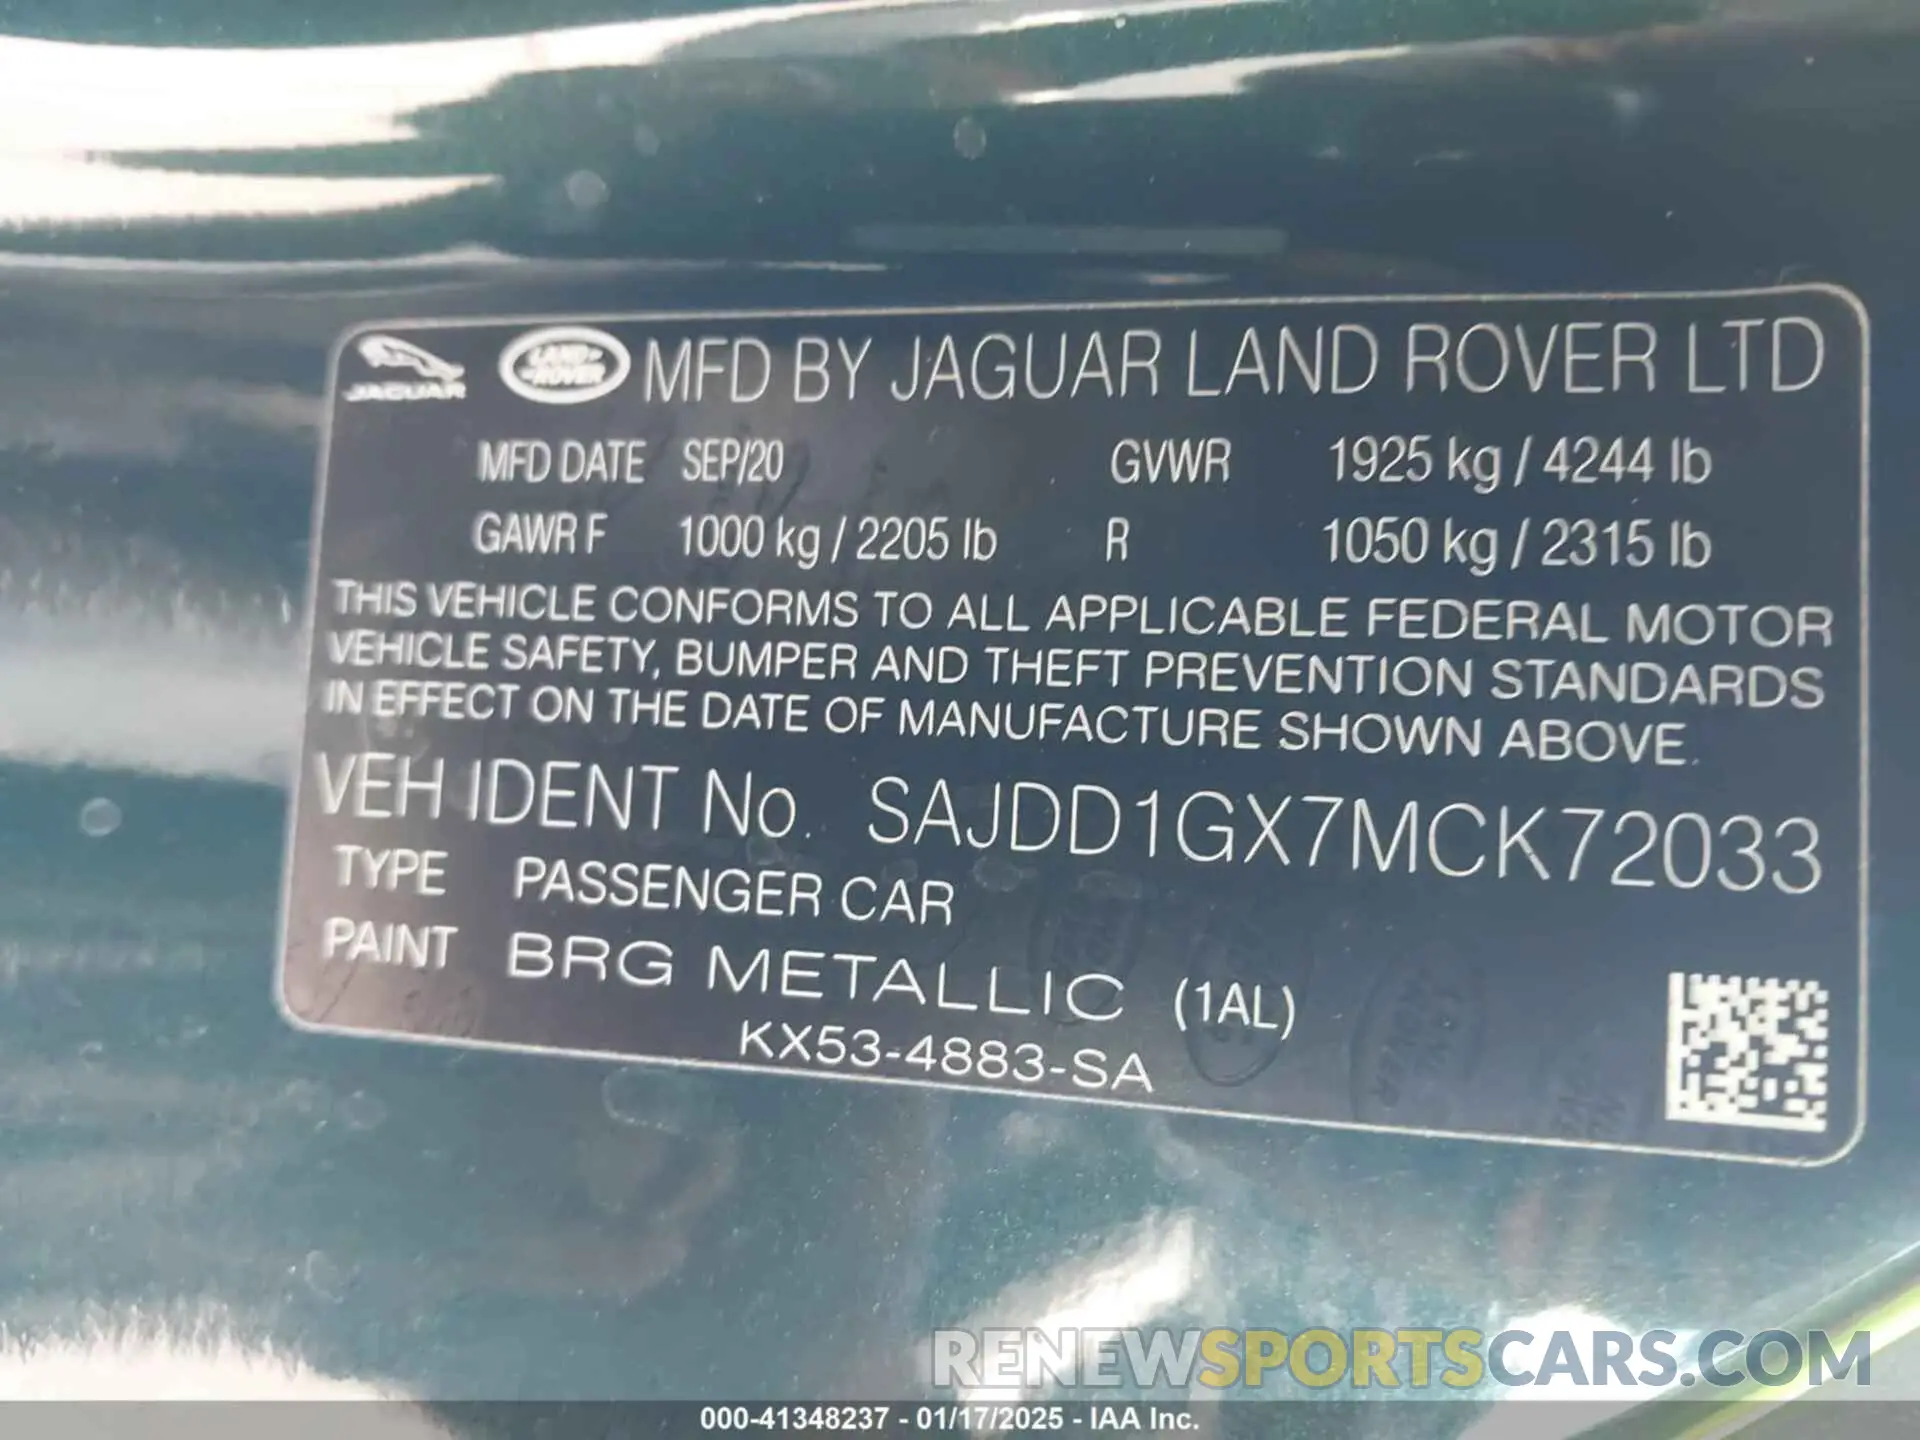 JAGUAR LAND ROVER MFD BY JAGUAR LAND ROVER LTD
MFD DATE SEP/20 GVWR 1925 kg / 4244 lb
GAWR F 1000 kg / 2205 lb R 1050 kg / 2315 lb
THIS VEHICLE CONFORMS TO ALL APPLICABLE FEDERAL MOTOR
VEHICLE SAFETY, BUMPER AND THEFT PREVENTION STANDARDS
IN EFFECT ON THE DATE OF MANUFACTURE SHOWN ABOVE.
VEH IDENT No. SAJDD1GX7MCK72033
TYPE PASSENGER CAR
PAINT BRG METALLIC (1AL)
KX53-4883-SA
RENEWSPORTSCARS.COM
000-41348237 - 01/17/2025 - IAA Inc.